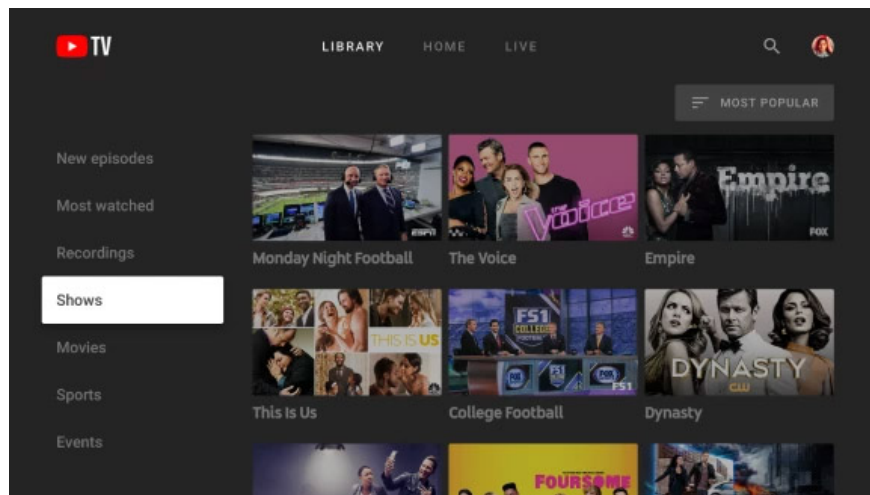 TV
LIBRARY HOME LIVE
MOST POPULAR
New episodes
Most watched
Recordings
Shows
Movies
Sports
Events
ESPN
Monday Night Football
the Voice
The Voice
Empire
FOX
Empire
THIS IS US
This Is Us
FS1
COLLEGE
FOOTBALL
FS1
FS1
College Football
DYNASTY
CW
Dynasty
FOURSOME